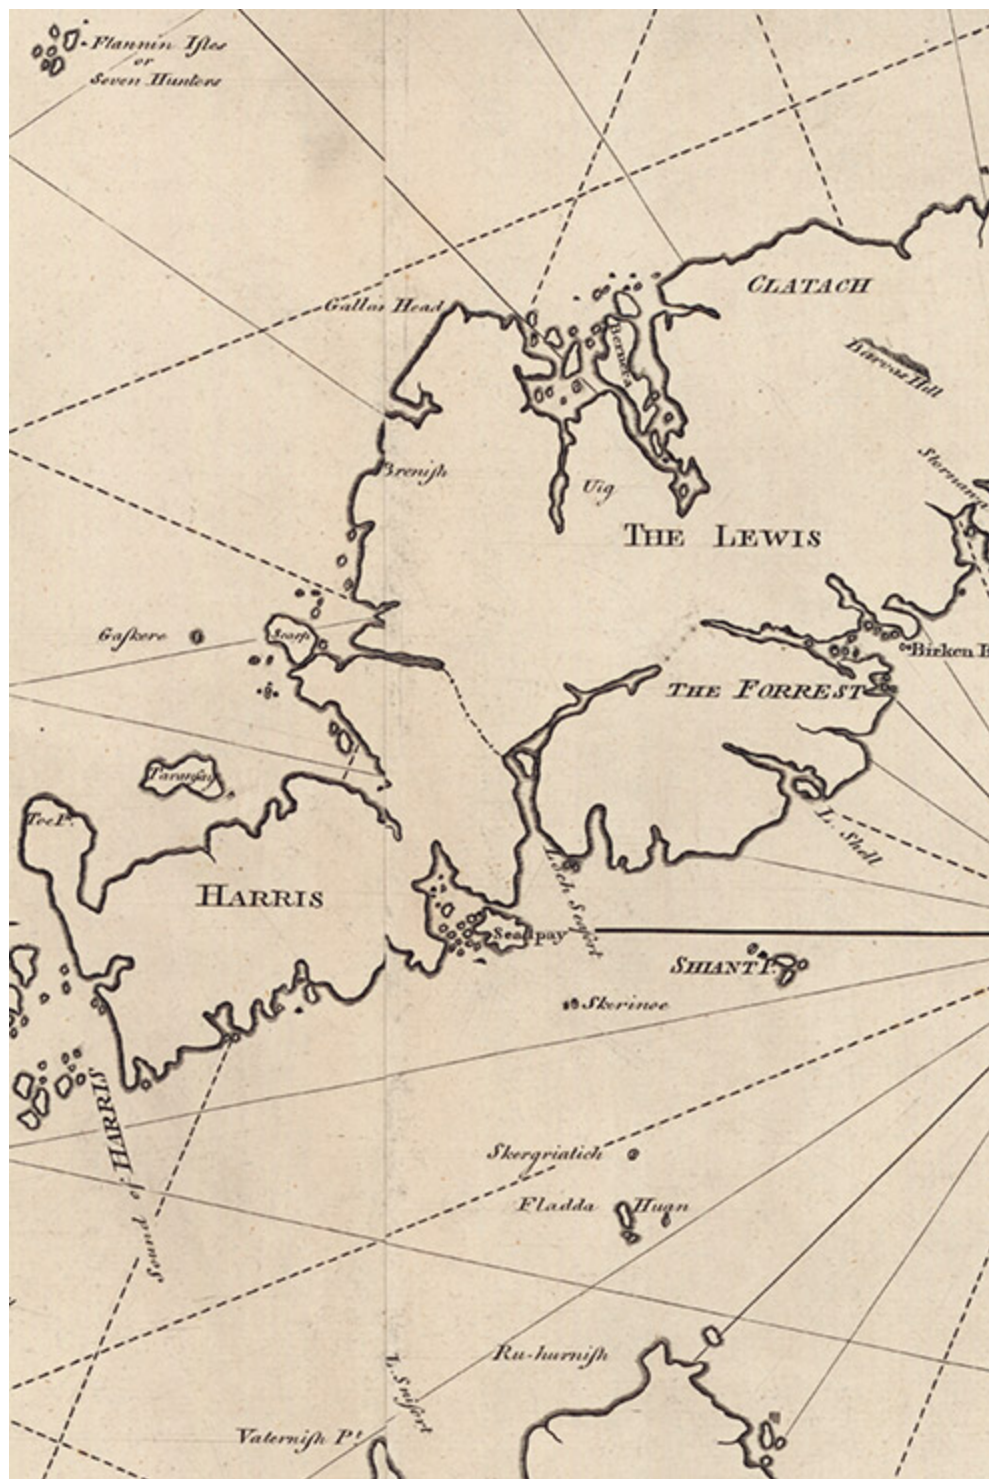 Flannin Iſles
or
Seven Hunters
CLATACH
Gallas Head
Bernera
Barvas Hill
Breniſh
Uig
Stornawa
THE LEWIS
Gaſkere
Scarp
Birken
THE FORREST
Taranſay
Toe P.
L. Shell
HARRIS
Loch Seafort
Scalpay
SHIANT I.
Skerinoe
Sound of HARRIS
Skergriatich
Fladda Huan
Ru-hurniſh
L. Sniſort
Vaterniſh Pt